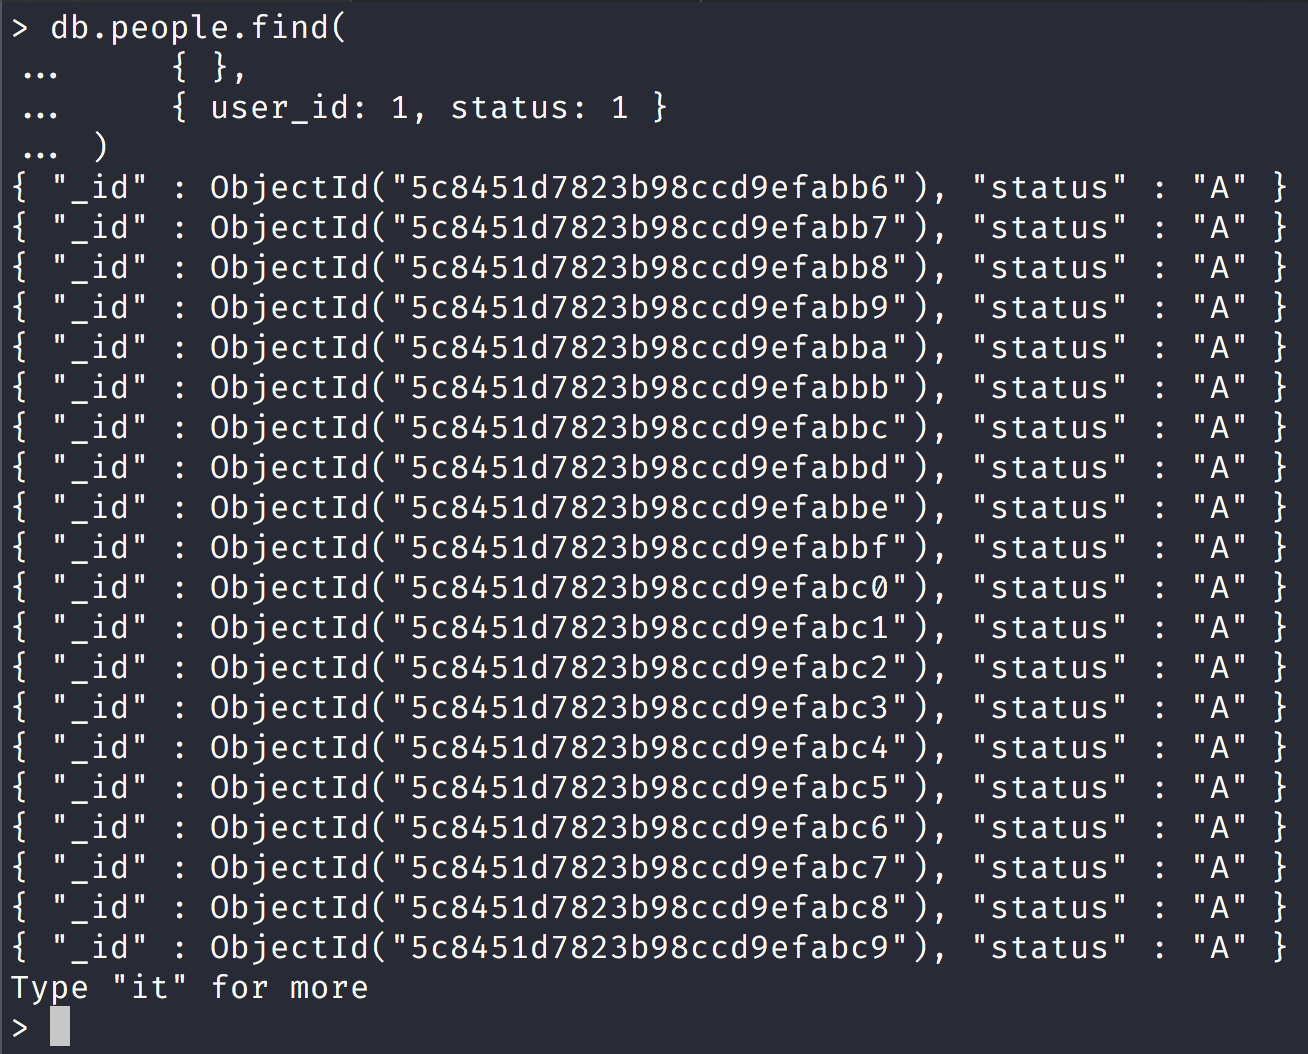 > db.people.find(
...      { },
...      { user_id: 1, status: 1 }
...  )
{ "_id" : ObjectId("5c8451d7823b98ccd9efabb6"), "status" : "A" }
{ "_id" : ObjectId("5c8451d7823b98ccd9efabb7"), "status" : "A" }
{ "_id" : ObjectId("5c8451d7823b98ccd9efabb8"), "status" : "A" }
{ "_id" : ObjectId("5c8451d7823b98ccd9efabb9"), "status" : "A" }
{ "_id" : ObjectId("5c8451d7823b98ccd9efabba"), "status" : "A" }
{ "_id" : ObjectId("5c8451d7823b98ccd9efabbb"), "status" : "A" }
{ "_id" : ObjectId("5c8451d7823b98ccd9efabbc"), "status" : "A" }
{ "_id" : ObjectId("5c8451d7823b98ccd9efabbd"), "status" : "A" }
{ "_id" : ObjectId("5c8451d7823b98ccd9efabbe"), "status" : "A" }
{ "_id" : ObjectId("5c8451d7823b98ccd9efabbf"), "status" : "A" }
{ "_id" : ObjectId("5c8451d7823b98ccd9efabc0"), "status" : "A" }
{ "_id" : ObjectId("5c8451d7823b98ccd9efabc1"), "status" : "A" }
{ "_id" : ObjectId("5c8451d7823b98ccd9efabc2"), "status" : "A" }
{ "_id" : ObjectId("5c8451d7823b98ccd9efabc3"), "status" : "A" }
{ "_id" : ObjectId("5c8451d7823b98ccd9efabc4"), "status" : "A" }
{ "_id" : ObjectId("5c8451d7823b98ccd9efabc5"), "status" : "A" }
{ "_id" : ObjectId("5c8451d7823b98ccd9efabc6"), "status" : "A" }
{ "_id" : ObjectId("5c8451d7823b98ccd9efabc7"), "status" : "A" }
{ "_id" : ObjectId("5c8451d7823b98ccd9efabc8"), "status" : "A" }
{ "_id" : ObjectId("5c8451d7823b98ccd9efabc9"), "status" : "A" }
Type "it" for more
>